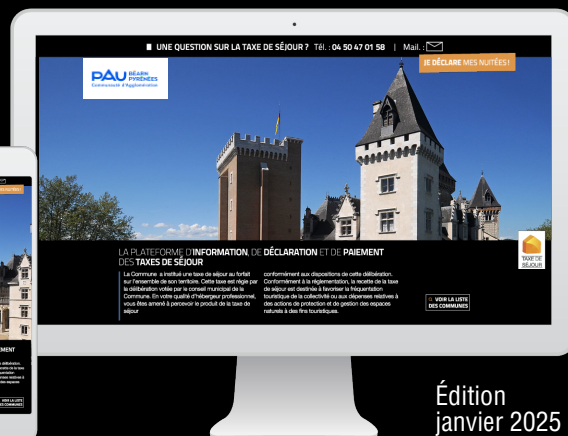 UNE QUESTION SUR LA TAXE DE SÉJOUR ? Tél. : 04 50 47 01 58 | Mail. :
JE DÉCLARE MES NUITÉES !
PAU BÉARN
PYRÉNÉES
Communauté d'Agglomération
LA PLATEFORME D'INFORMATION, DE DÉCLARATION ET DE PAIEMENT
DES TAXES DE SÉJOUR
La Commune a institué une taxe de séjour au forfait
sur l'ensemble de son territoire. Cette taxe est régie par
la délibération votée par le conseil municipal de la
Commune. En votre qualité d'hébergeur professionnel,
vous êtes amené à percevoir le produit de la taxe de
séjour
conformément aux dispositions de cette délibération.
Conformément à la réglementation, la recette de la taxe
de séjour est destinée à favoriser la fréquentation
touristique de la collectivité ou aux dépenses relatives à
des actions de protection et de gestion des espaces
naturels à des fins touristiques.
TAXE DE
SÉJOUR
VOIR LA LISTE
DES COMMUNES
EMENT
VOIR LA LISTE
DES COMMUNES
Édition
janvier 2025